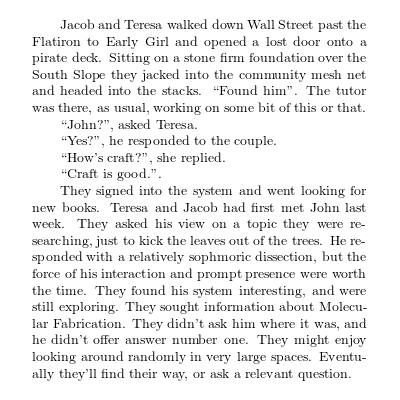 Jacob and Teresa walked down Wall Street past the
Flatiron to Early Girl and opened a lost door onto a
pirate deck. Sitting on a stone firm foundation over the
South Slope they jacked into the community mesh net
and headed into the stacks. “Found him”. The tutor
was there, as usual, working on some bit of this or that.
“John?”, asked Teresa.
“Yes?”, he responded to the couple.
“How’s craft?”, she replied.
“Craft is good.”.
They signed into the system and went looking for
new books. Teresa and Jacob had first met John last
week. They asked his view on a topic they were re-
searching, just to kick the leaves out of the trees. He re-
sponded with a relatively sophmoric dissection, but the
force of his interaction and prompt presence were worth
the time. They found his system interesting, and were
still exploring. They sought information about Molecu-
lar Fabrication. They didn’t ask him where it was, and
he didn’t offer answer number one. They might enjoy
looking around randomly in very large spaces. Eventu-
ally they’ll find their way, or ask a relevant question.